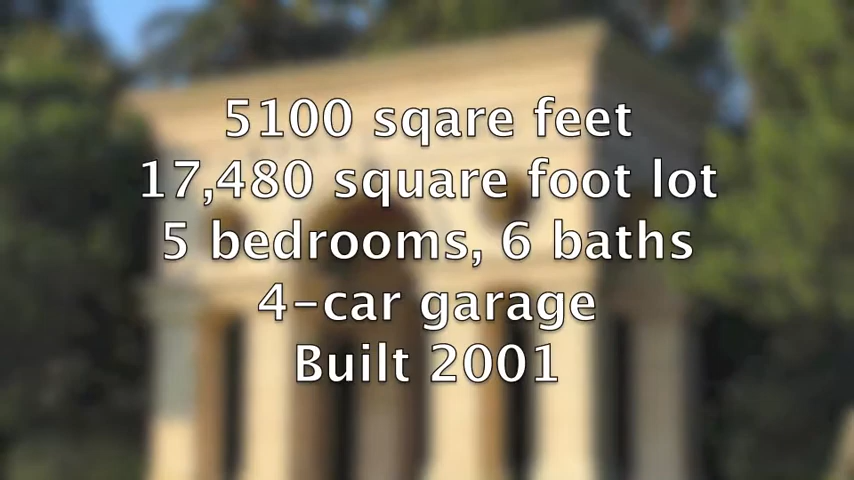 5100 sqare feet
17,480 square foot lot
5 bedrooms, 6 baths
4-car garage
Built 2001